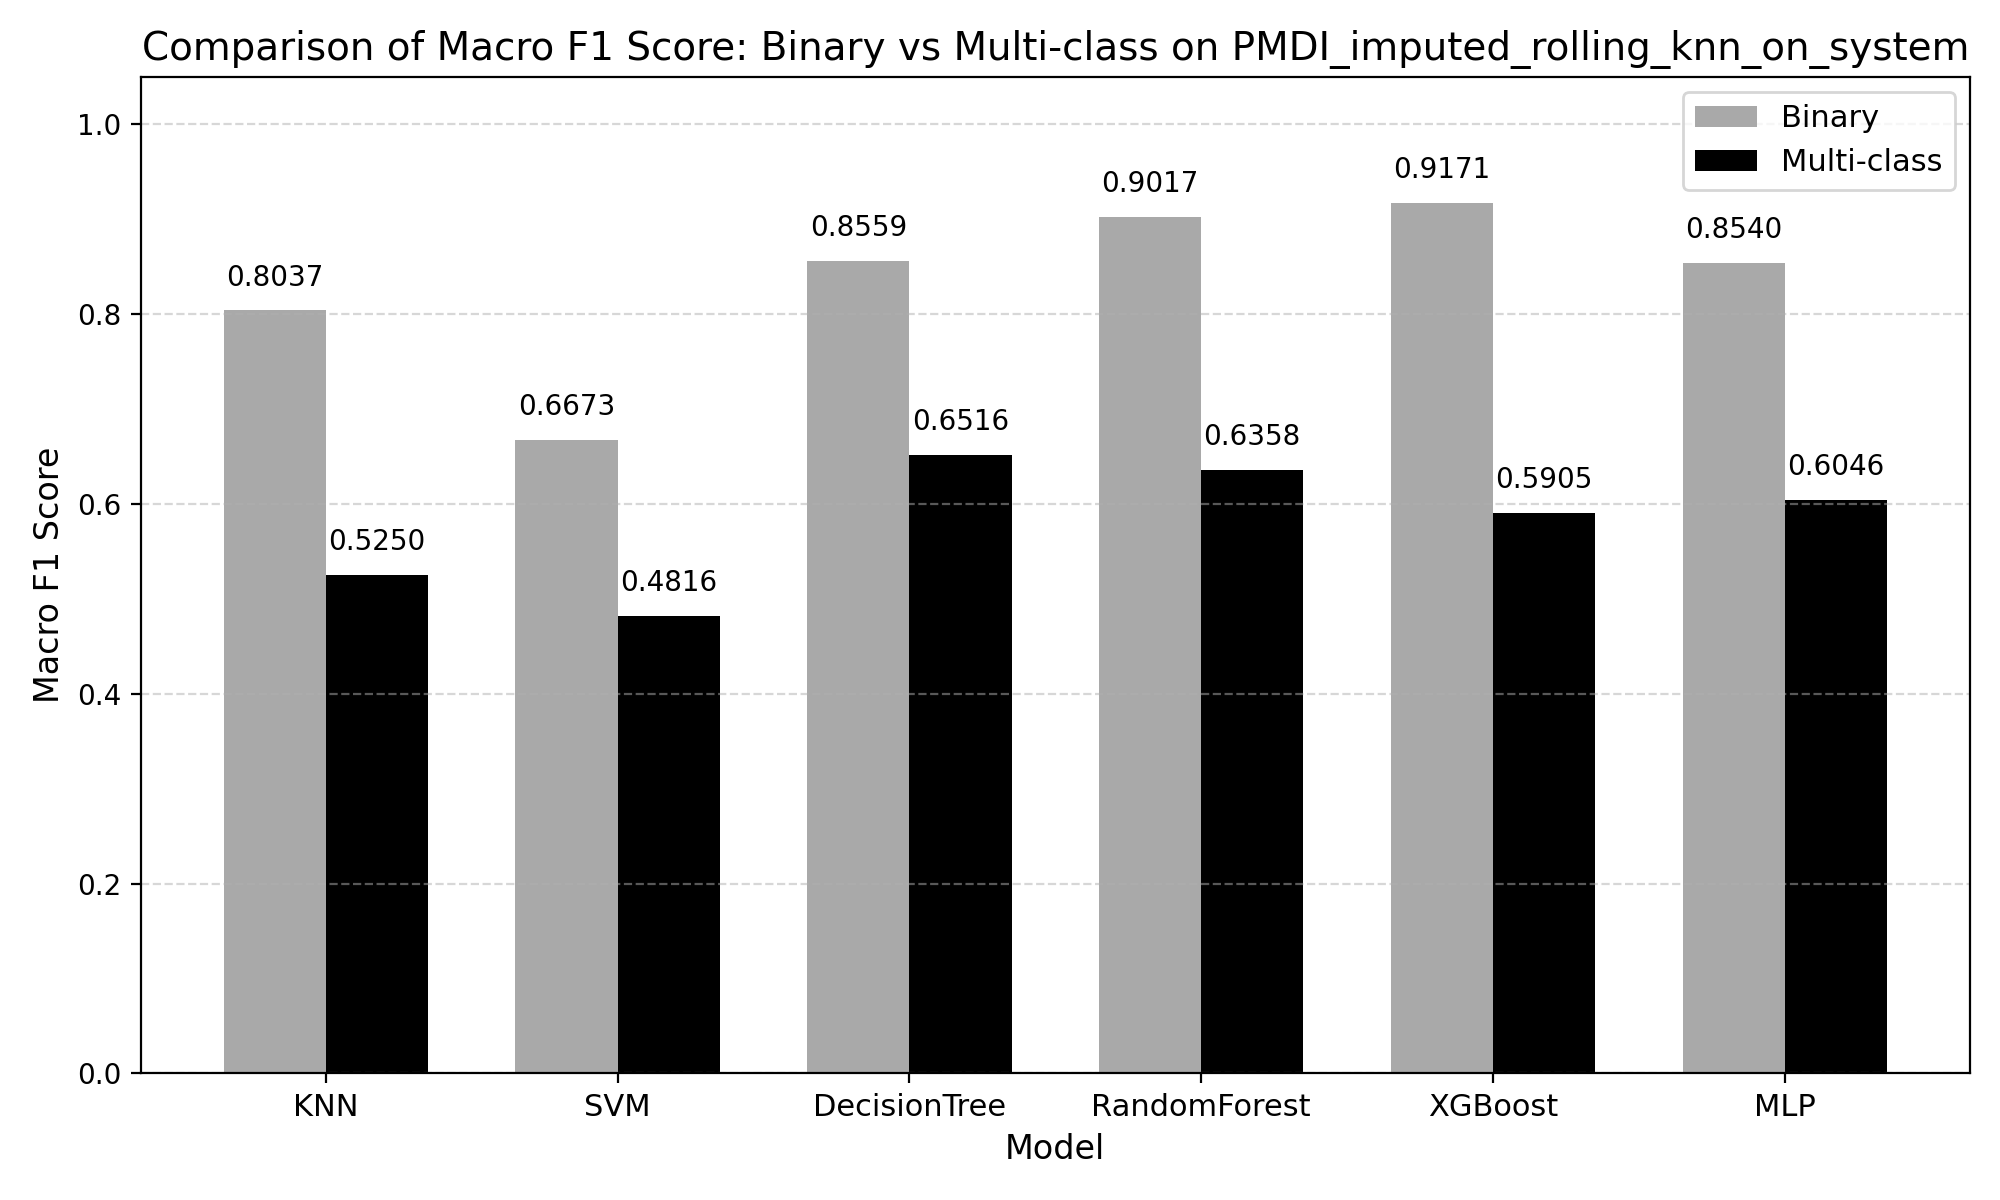 Comparison of Macro F1 Score: Binary vs Multi-class on PMDI_imputed_rolling_knn_on_system
Binary
Multi-class
Macro F1 Score
1.0
0.8
0.6
0.4
0.2
0.0
0.8037
0.5250
0.6673
0.4816
0.8559
0.6516
0.9017
0.6358
0.9171
0.5905
0.8540
0.6046
KNN
SVM
DecisionTree
RandomForest
XGBoost
MLP
Model